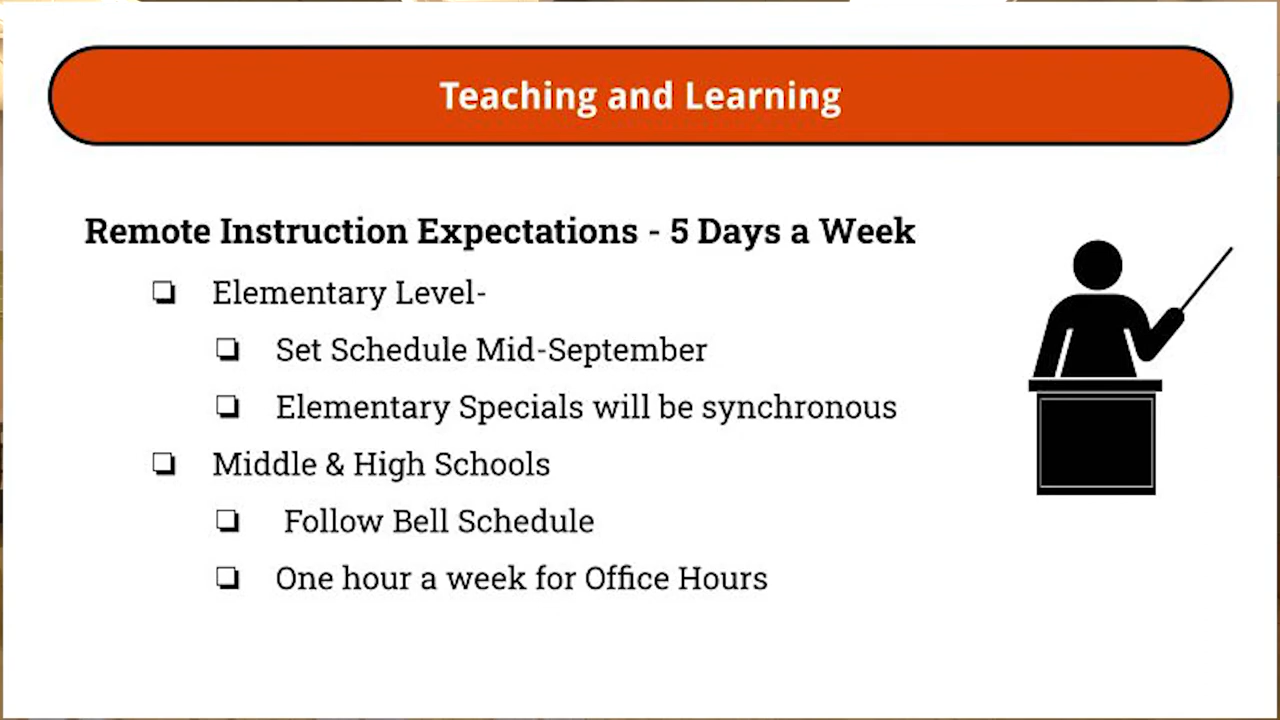 Teaching and Learning
Remote Instruction Expectations - 5 Days a Week
❏ Elementary Level-
❏ Set Schedule Mid-September
❏ Elementary Specials will be synchronous
❏ Middle & High Schools
❏ Follow Bell Schedule
❏ One hour a week for Office Hours